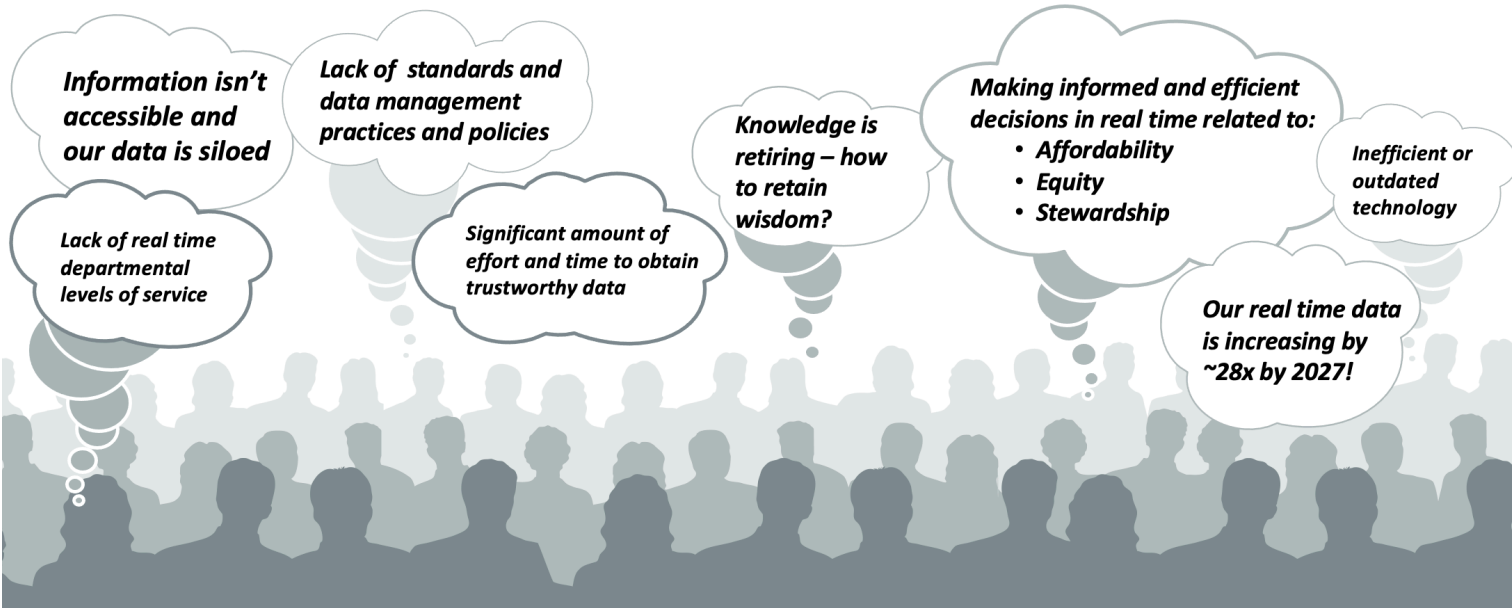 Information isn’t
accessible and
our data is siloed
Lack of  standards and
data management
practices and policies
Lack of real time
departmental
levels of service
Significant amount of
effort and time to obtain
trustworthy data
Knowledge is
retiring – how
to retain
wisdom?
Making informed and efficient
decisions in real time related to:
• Affordability
• Equity
• Stewardship
Inefficient or
outdated
technology
Our real time data
is increasing by
~28x by 2027!